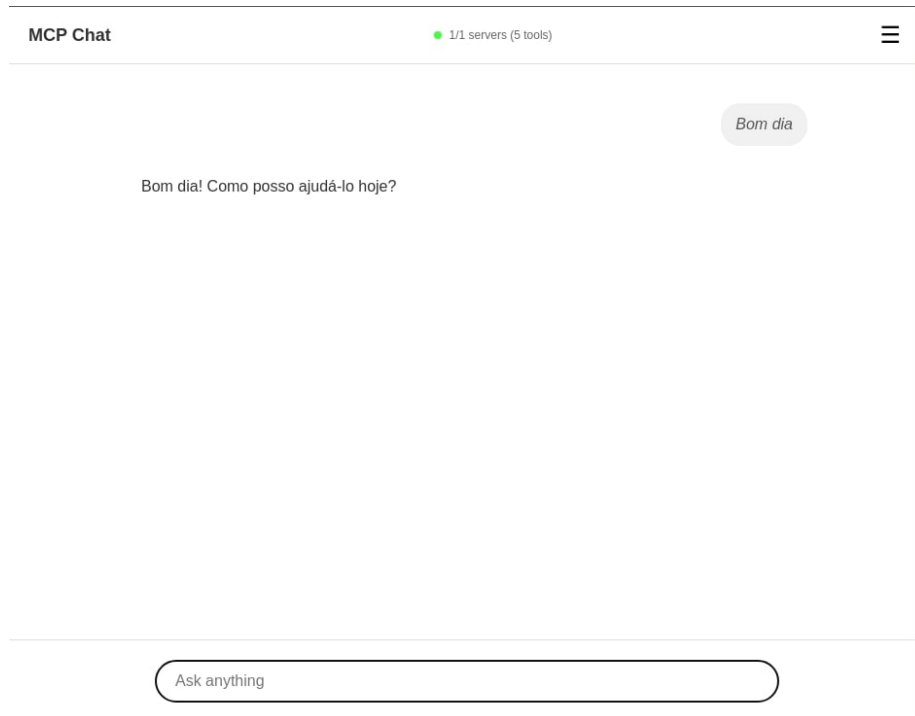 MCP Chat
1/1 servers (5 tools)
Bom dia
Bom dia! Como posso ajudá-lo hoje?
Ask anything